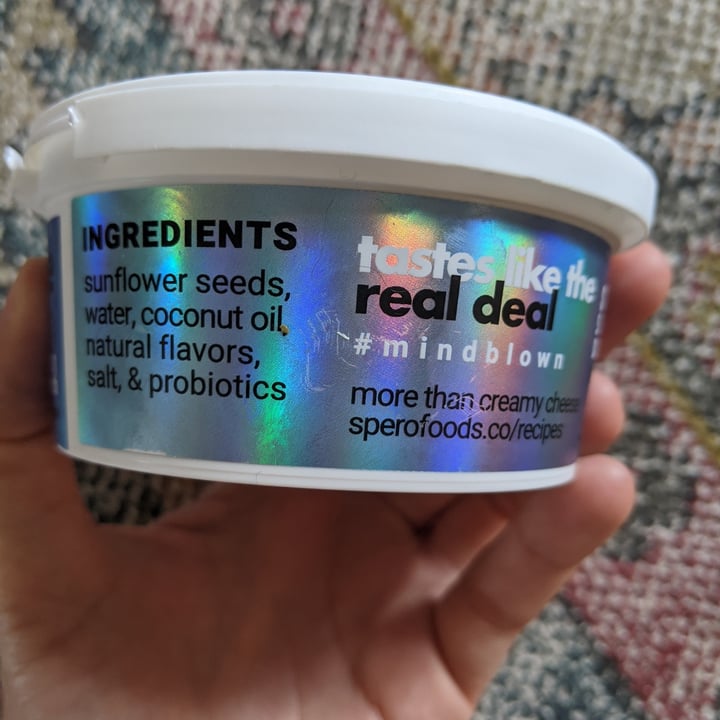 INGREDIENTS
sunflower seeds,
water, coconut oil,
natural flavors,
salt, & probiotics
tastes like the
real deal
#mindblown
more than creamy cheese
sperofoods.co/recipes